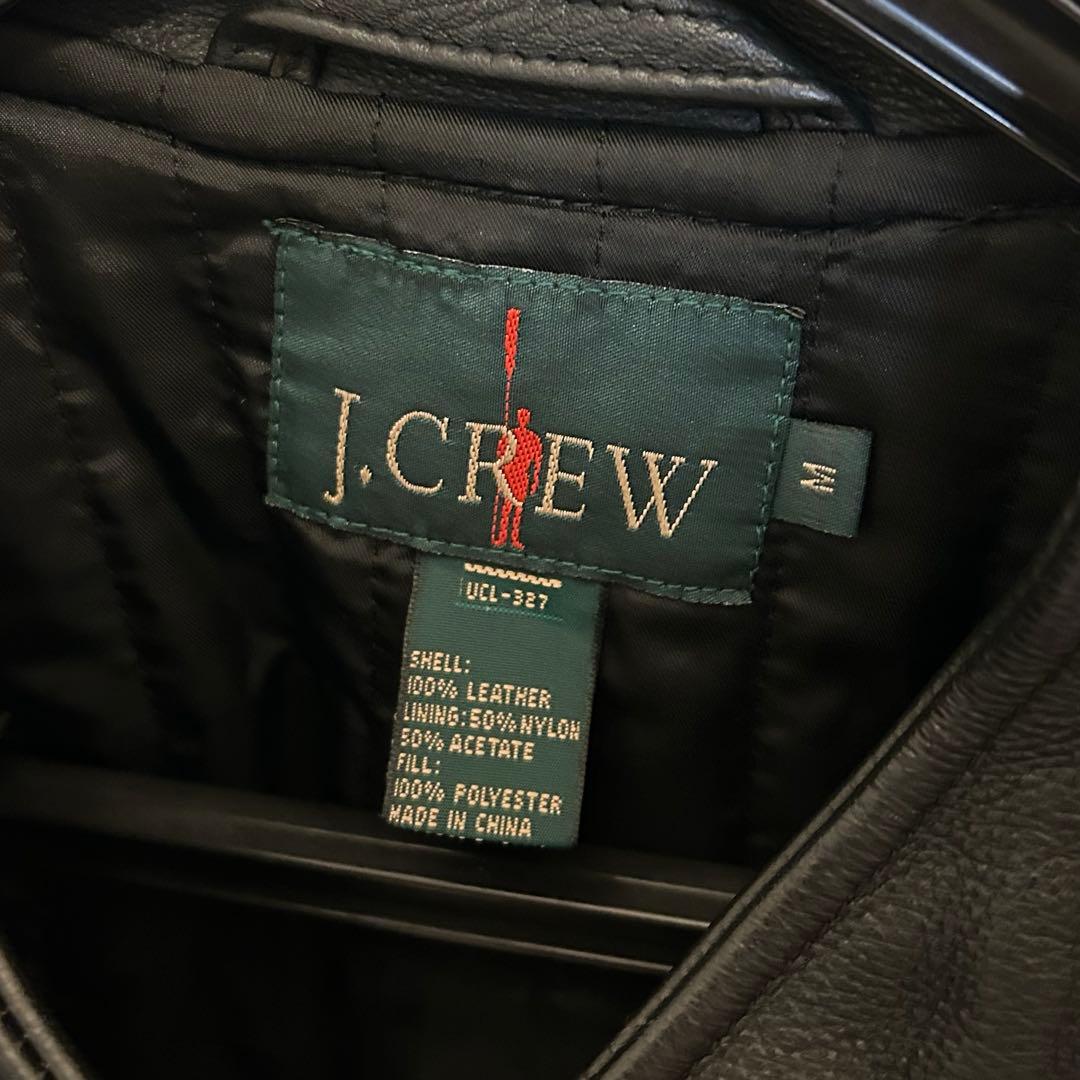 J.CREW
M
UCL-327
SHELL:
100% LEATHER
LINING:50%NYLON
50% ACETATE
FILL:
100% POLYESTER
MADE IN CHINA